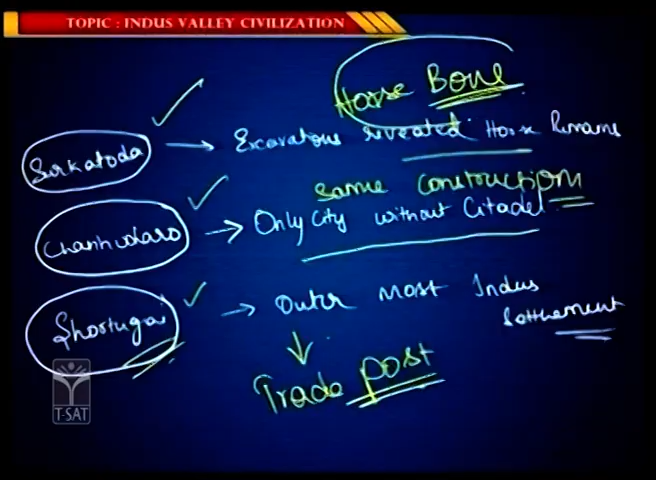 TOPIC : INDUS VALLEY CIVILIZATION
Horse Bone
Surkatoda → Excavations revealed Horse Remains
Same Construction
Chanhudaro → Only City without Citadel
Shortugai → Outer most Indus
Settlement
Trade post
T-SAT